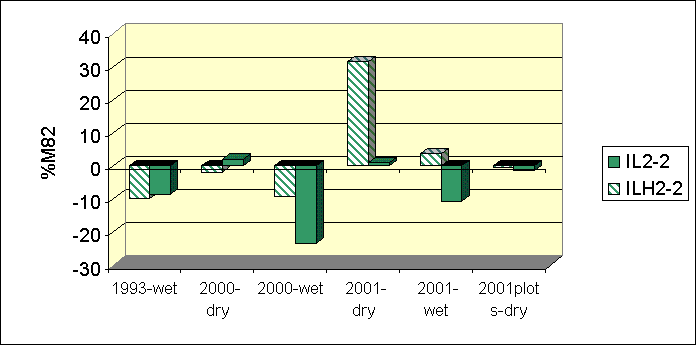 %M82
40
30
20
10
0
-10
-20
-30
1993-wet
2000-
dry
2000-wet
2001-
dry
2001-
wet
2001plot
s-dry
IL2-2
ILH2-2